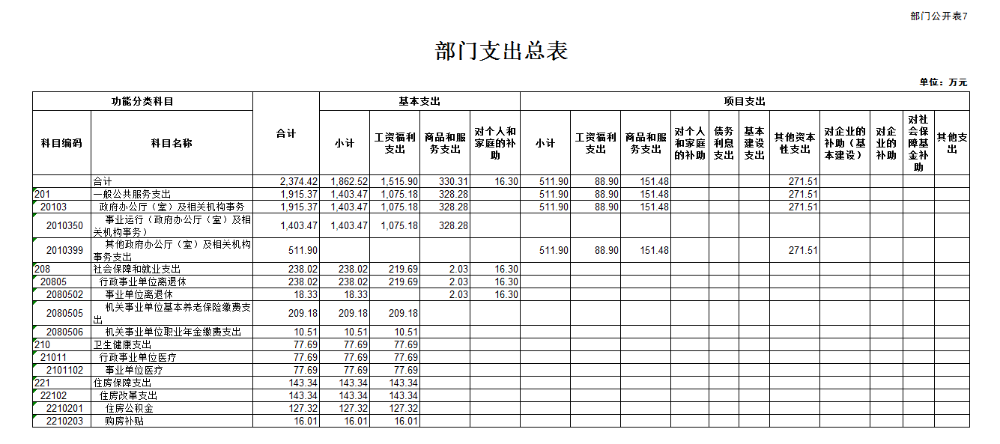 部门公开表7
部门支出总表
单位：万元
功能分类科目 合计 基本支出 项目支出
科目编码 科目名称 小计 工资福利支出 商品和服务支出 对个人和家庭的补助 小计 工资福利支出 商品和服务支出 对个人和家庭的补助 债务利息支出 基本建设支出 其他资本性支出 对企业的补助（基本建设） 对企业的补助 对社会保障基金补助 其他支出
合计 2,374.42 1,862.52 1,515.90 330.31 16.30 511.90 88.90 151.48 271.51
201 一般公共服务支出 1,915.37 1,403.47 1,075.18 328.28 511.90 88.90 151.48 271.51
20103 政府办公厅（室）及相关机构事务 1,915.37 1,403.47 1,075.18 328.28 511.90 88.90 151.48 271.51
2010350 事业运行（政府办公厅（室）及相关机构事务） 1,403.47 1,403.47 1,075.18 328.28
2010399 其他政府办公厅（室）及相关机构事务支出 511.90 511.90 88.90 151.48 271.51
208 社会保障和就业支出 238.02 238.02 219.69 2.03 16.30
20805 行政事业单位离退休 238.02 238.02 219.69 2.03 16.30
2080502 事业单位离退休 18.33 18.33 2.03 16.30
2080505 机关事业单位基本养老保险缴费支出 209.18 209.18 209.18
2080506 机关事业单位职业年金缴费支出 10.51 10.51 10.51
210 卫生健康支出 77.69 77.69 77.69
21011 行政事业单位医疗 77.69 77.69 77.69
2101102 事业单位医疗 77.69 77.69 77.69
221 住房保障支出 143.34 143.34 143.34
22102 住房改革支出 143.34 143.34 143.34
2210201 住房公积金 127.32 127.32 127.32
2210203 购房补贴 16.01 16.01 16.01